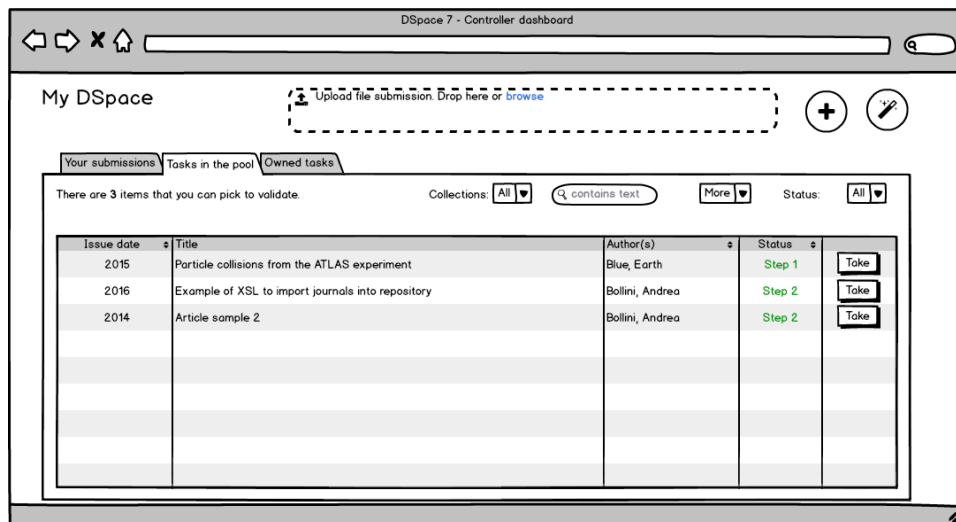 DSpace 7 - Controller dashboard
My DSpace
Upload file submission. Drop here or browse
Your submissions Tasks in the pool Owned tasks
There are 3 items that you can pick to validate. Collections: All contains text More Status: All
Issue date Title Author(s) Status
2015 Particle collisions from the ATLAS experiment Blue, Earth Step 1 Take
2016 Example of XSL to import journals into repository Bollini, Andrea Step 2 Take
2014 Article sample 2 Bollini, Andrea Step 2 Take